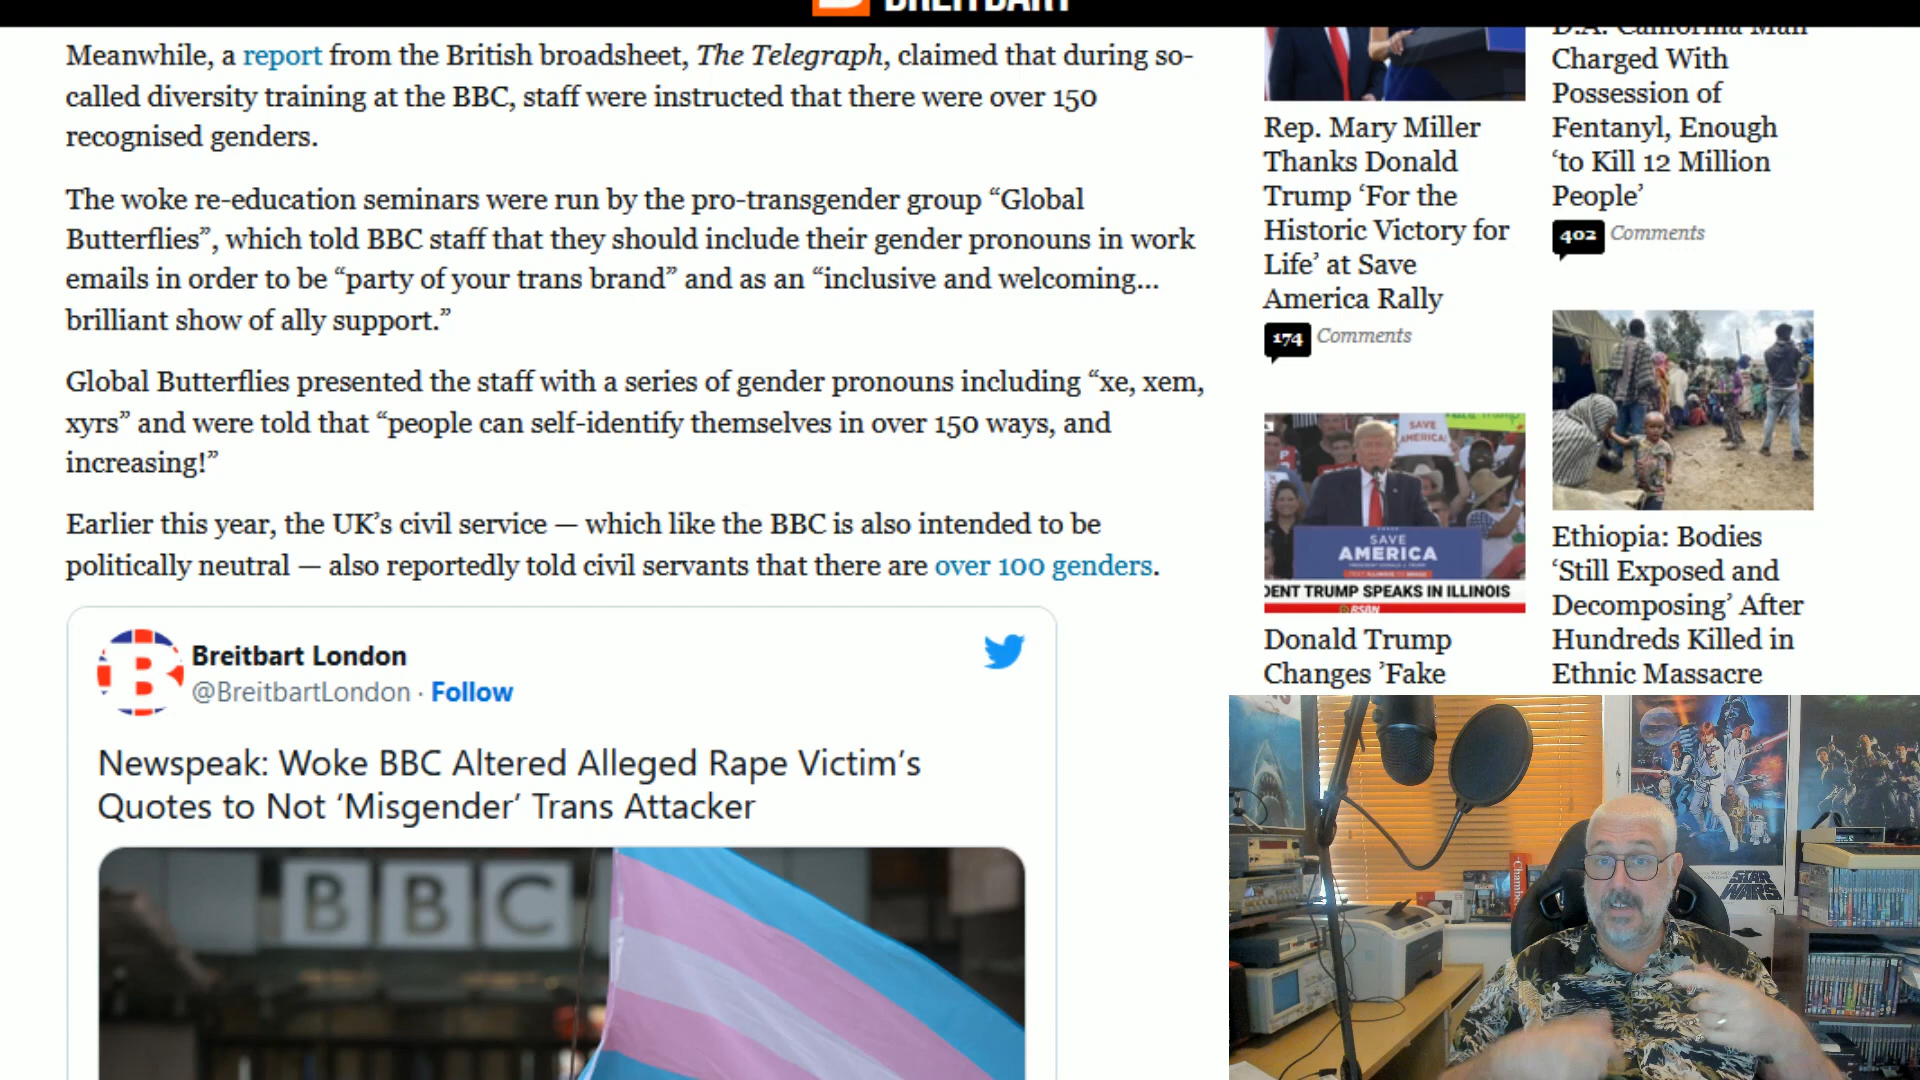 BREITBART
Meanwhile, a report from the British broadsheet, The Telegraph, claimed that during so-
called diversity training at the BBC, staff were instructed that there were over 150
recognised genders.
The woke re-education seminars were run by the pro-transgender group “Global
Butterflies”, which told BBC staff that they should include their gender pronouns in work
emails in order to be “party of your trans brand” and as an “inclusive and welcoming...
brilliant show of ally support.”
Global Butterflies presented the staff with a series of gender pronouns including “xe, xem,
xyrs” and were told that “people can self-identify themselves in over 150 ways, and
increasing!”
Earlier this year, the UK’s civil service — which like the BBC is also intended to be
politically neutral — also reportedly told civil servants that there are over 100 genders.
Breitbart London
@BreitbartLondon · Follow
Newspeak: Woke BBC Altered Alleged Rape Victim’s
Quotes to Not ‘Misgender’ Trans Attacker
BBC
Rep. Mary Miller
Thanks Donald
Trump ‘For the
Historic Victory for
Life’ at Save
America Rally
174 Comments
SAVE
AMERICA!
SAVE
AMERICA
DENT TRUMP SPEAKS IN ILLINOIS
RSBN
Donald Trump
Changes ’Fake
D.A. California Man
Charged With
Possession of
Fentanyl, Enough
‘to Kill 12 Million
People’
402 Comments
Ethiopia: Bodies
‘Still Exposed and
Decomposing’ After
Hundreds Killed in
Ethnic Massacre
STAR
WARS